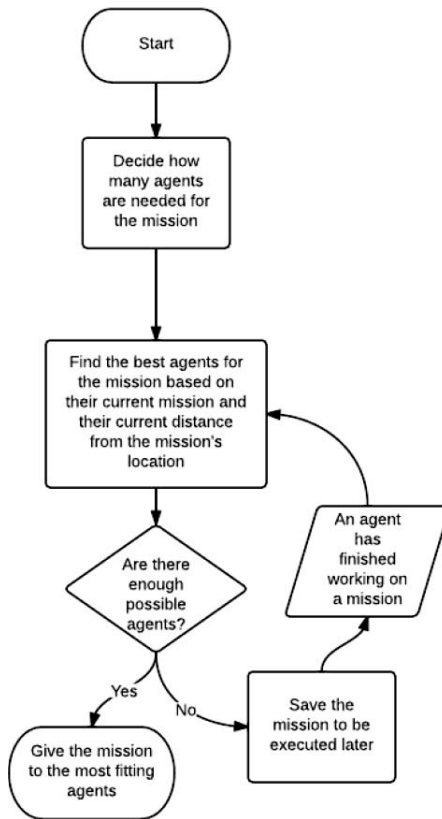 Start
Decide how
many agents
are needed for
the mission
Find the best agents for
the mission based on
their current mission and
their current distance
from the mission's
location
An agent
has
finished
working on
a mission
Are there
enough
possible
agents?
Yes
No
Save the
mission to be
executed later
Give the mission
to the most fitting
agents